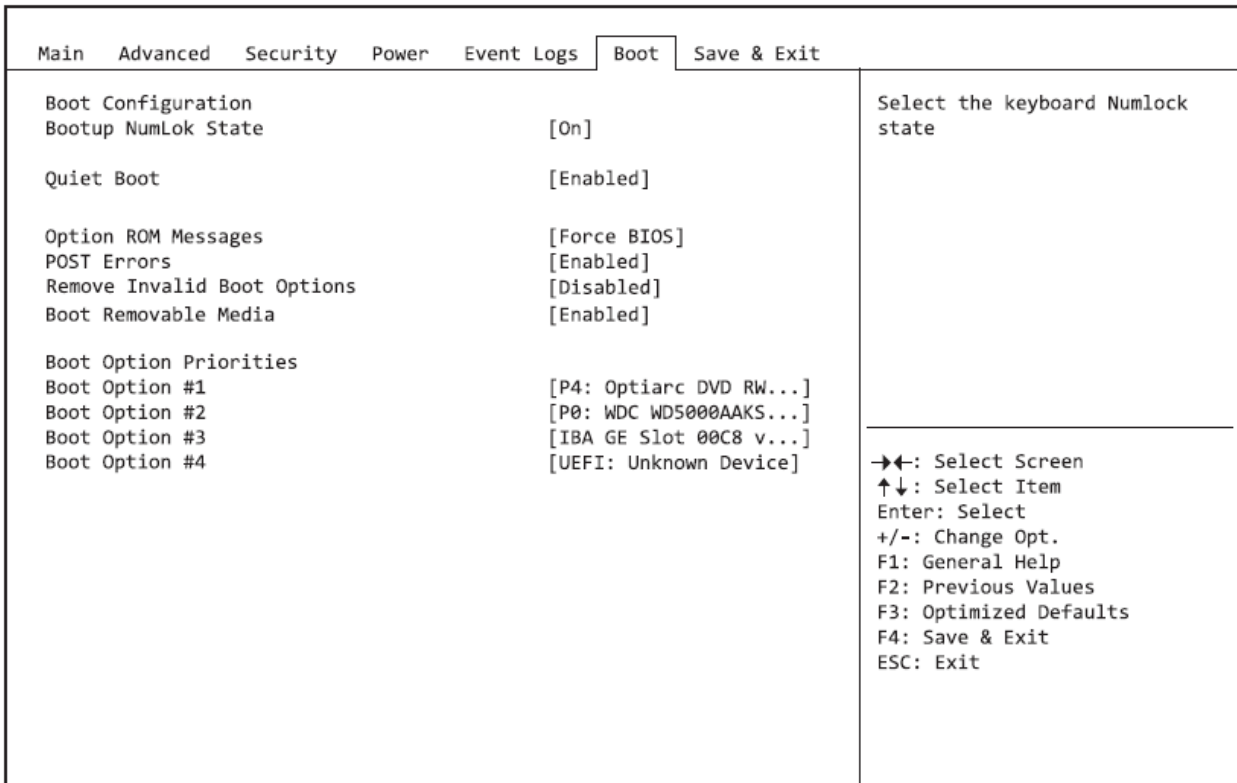 Main Advanced Security Power Event Logs Boot Save & Exit
Boot Configuration
Bootup NumLok State [On]
Quiet Boot [Enabled]
Option ROM Messages [Force BIOS]
POST Errors [Enabled]
Remove Invalid Boot Options [Disabled]
Boot Removable Media [Enabled]
Boot Option Priorities
Boot Option #1 [P4: Optiarc DVD RW...]
Boot Option #2 [P0: WDC WD5000AAKS...]
Boot Option #3 [IBA GE Slot 00C8 v...]
Boot Option #4 [UEFI: Unknown Device]
Select the keyboard Numlock
state
→←: Select Screen
↑↓: Select Item
Enter: Select
+/-: Change Opt.
F1: General Help
F2: Previous Values
F3: Optimized Defaults
F4: Save & Exit
ESC: Exit